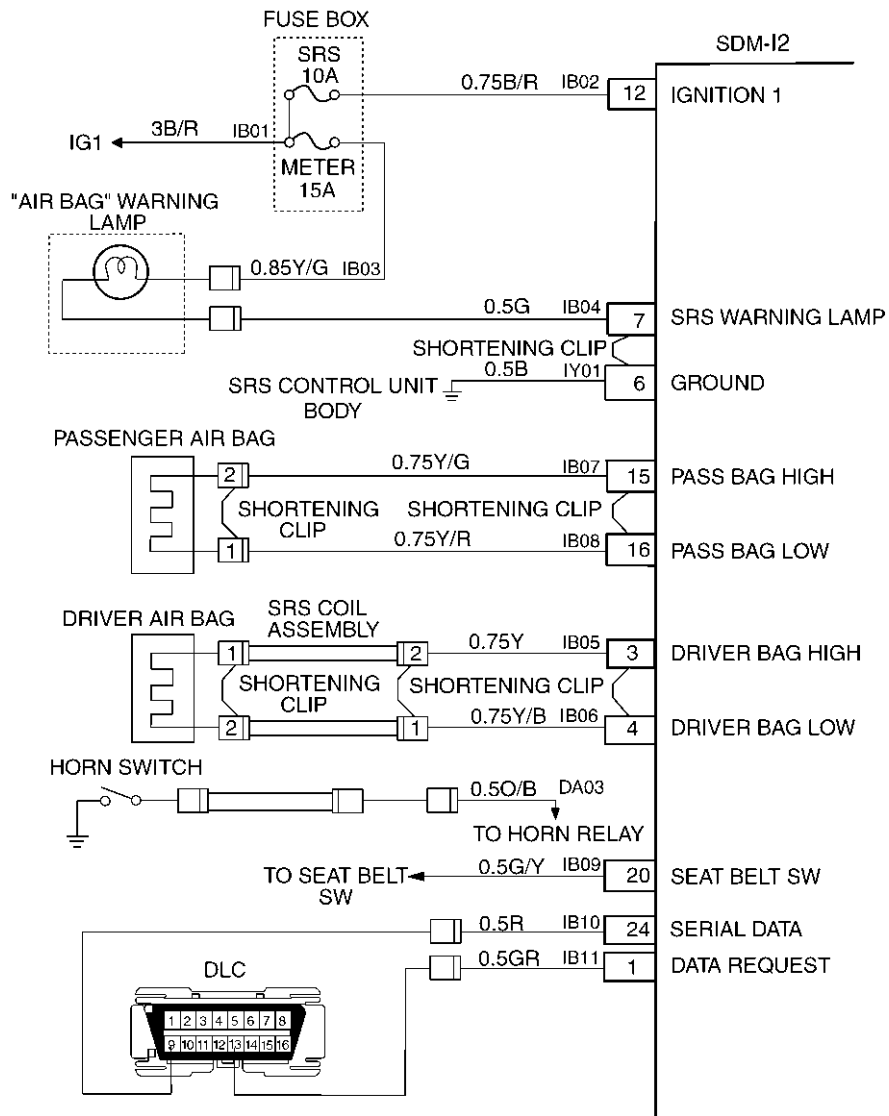 FUSE BOX
SDM-I2
SRS
10A
0.75B/R IB02 12 IGNITION 1
IG1 3B/R IB01
METER
15A
"AIR BAG" WARNING
LAMP
0.85Y/G IB03
0.5G IB04 7 SRS WARNING LAMP
SHORTENING CLIP
SRS CONTROL UNIT
BODY
0.5B IY01 6 GROUND
PASSENGER AIR BAG
2 0.75Y/G IB07 15 PASS BAG HIGH
SHORTENING
CLIP
SHORTENING CLIP
1 0.75Y/R IB08 16 PASS BAG LOW
DRIVER AIR BAG
SRS COIL
ASSEMBLY
1 2 0.75Y IB05 3 DRIVER BAG HIGH
SHORTENING
CLIP
SHORTENING CLIP
2 1 0.75Y/B IB06 4 DRIVER BAG LOW
HORN SWITCH
0.5O/B DA03
TO HORN RELAY
TO SEAT BELT
SW
0.5G/Y IB09 20 SEAT BELT SW
0.5R IB10 24 SERIAL DATA
0.5GR IB11 1 DATA REQUEST
DLC
1 2 3 4 5 6 7 8
9 10 11 12 13 14 15 16